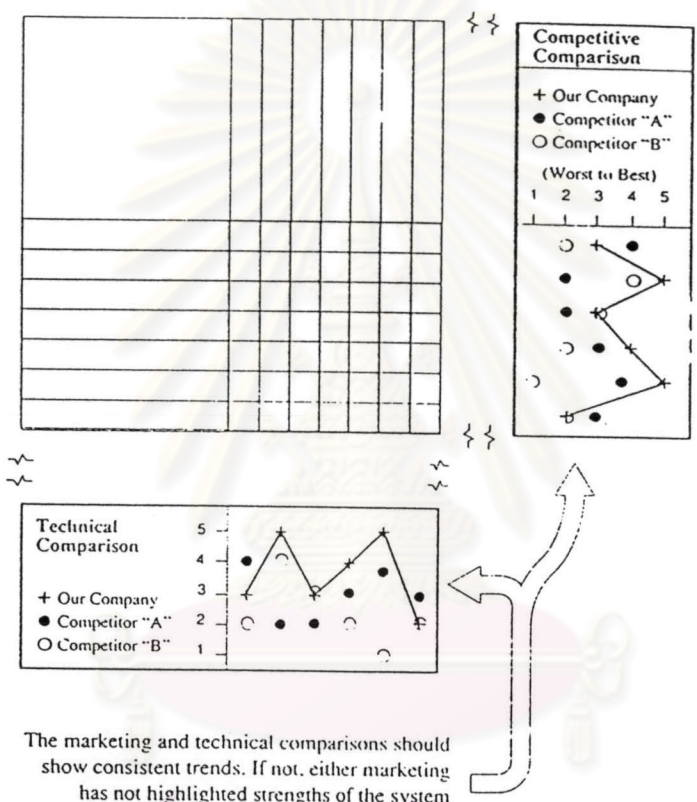 Competitive
Comparison
+ Our Company
● Competitor "A"
○ Competitor "B"
(Worst to Best)
1 2 3 4 5
Technical
Comparison
+ Our Company
● Competitor "A"
○ Competitor "B"
5
4
3
2
1
The marketing and technical comparisons should
show consistent trends. If not, either marketing
has not highlighted strengths of the system